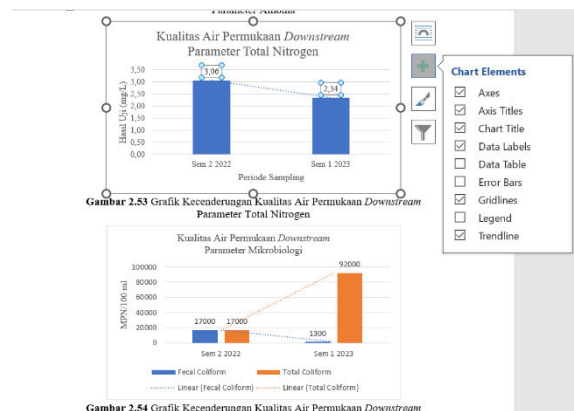 Parameter Amonia
Kualitas Air Permukaan Downstream
Parameter Total Nitrogen
Hasil Uji (mg/L)
3,50
3,00
2,50
2,00
1,50
1,00
0,50
0,00
3,06
2,34
Sem 2 2022
Sem 1 2023
Periode Sampling
Chart Elements
Axes
Axis Titles
Chart Title
Data Labels
Data Table
Error Bars
Gridlines
Legend
Trendline
Gambar 2.53 Grafik Kecenderungan Kualitas Air Permukaan Downstream
Parameter Total Nitrogen
Kualitas Air Permukaan Downstream
Parameter Mikrobiologi
MPN/100 ml
100000
80000
60000
40000
20000
0
17000
17000
1300
92000
Sem 2 2022
Sem 1 2023
Fecal Coliform
Total Coliform
Linear (Fecal Coliform)
Linear (Total Coliform)
Gambar 2.54 Grafik Kecenderungan Kualitas Air Permukaan Downstream